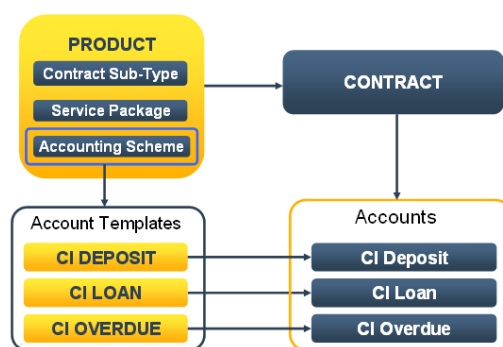 PRODUCT
Contract Sub-Type
Service Package
Accounting Scheme
CONTRACT
Account Templates
CI DEPOSIT
CI LOAN
CI OVERDUE
Accounts
CI Deposit
CI Loan
CI Overdue